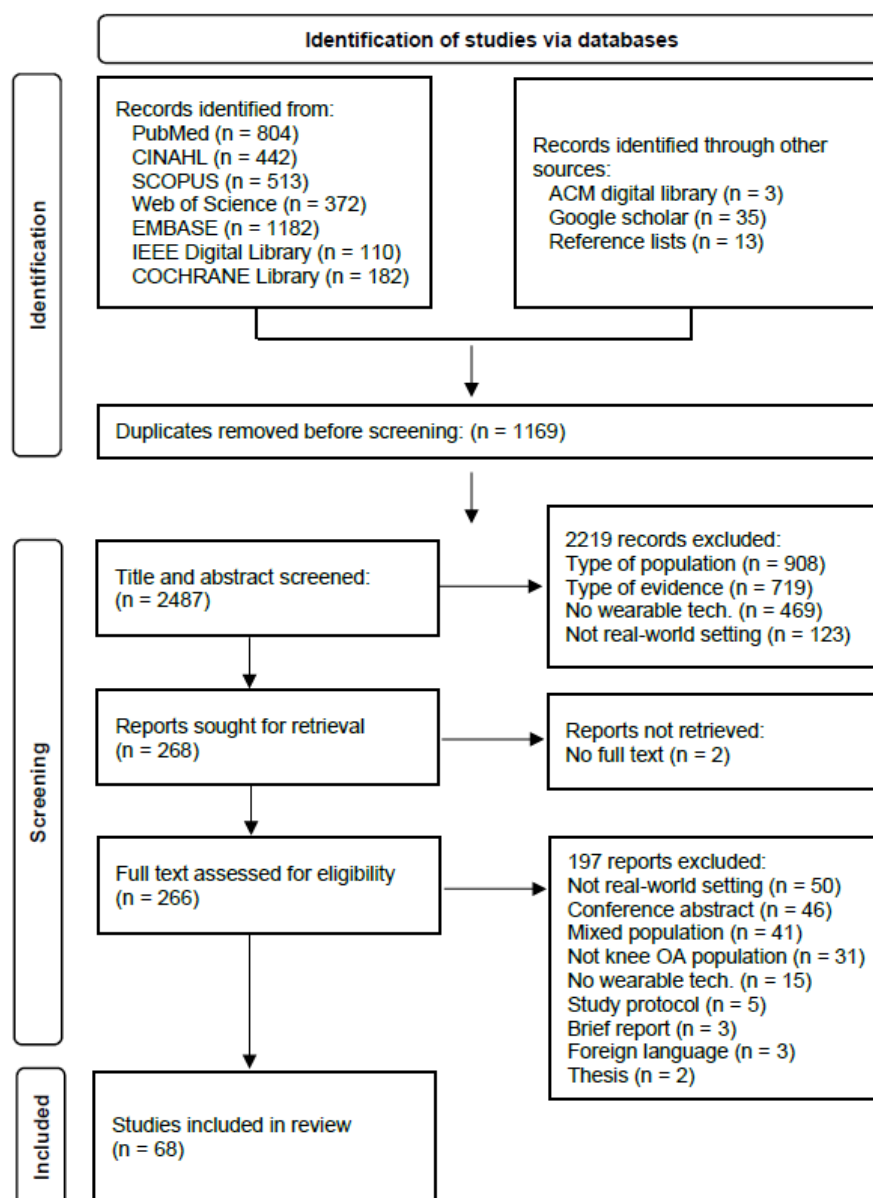 Identification of studies via databases
Identification
Records identified from:
PubMed (n = 804)
CINAHL (n = 442)
SCOPUS (n = 513)
Web of Science (n = 372)
EMBASE (n = 1182)
IEEE Digital Library (n = 110)
COCHRANE Library (n = 182)
Records identified through other
sources:
ACM digital library (n = 3)
Google scholar (n = 35)
Reference lists (n = 13)
Duplicates removed before screening: (n = 1169)
Screening
Title and abstract screened:
(n = 2487)
2219 records excluded:
Type of population (n = 908)
Type of evidence (n = 719)
No wearable tech. (n = 469)
Not real-world setting (n = 123)
Reports sought for retrieval
(n = 268)
Reports not retrieved:
No full text (n = 2)
Full text assessed for eligibility
(n = 266)
197 reports excluded:
Not real-world setting (n = 50)
Conference abstract (n = 46)
Mixed population (n = 41)
Not knee OA population (n = 31)
No wearable tech. (n = 15)
Study protocol (n = 5)
Brief report (n = 3)
Foreign language (n = 3)
Thesis (n = 2)
Included
Studies included in review
(n = 68)